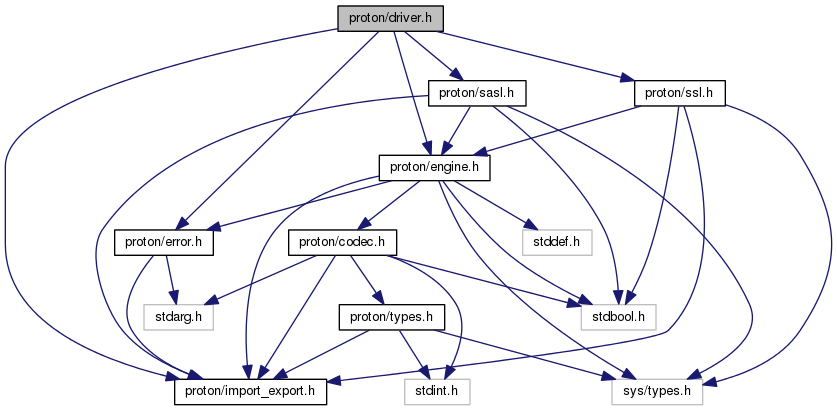 proton/driver.h
proton/sasl.h
proton/ssl.h
proton/engine.h
proton/error.h
proton/codec.h
stddef.h
stdarg.h
proton/types.h
stdbool.h
proton/import_export.h
stdint.h
sys/types.h